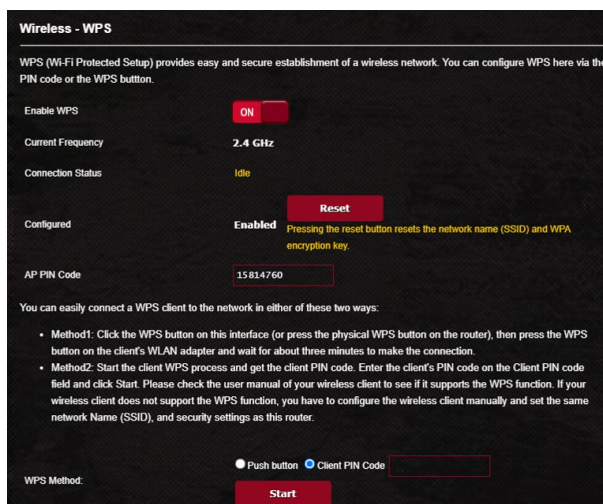 Wireless - WPS
WPS (Wi-Fi Protected Setup) provides easy and secure establishment of a wireless network. You can configure WPS here via the
PIN code or the WPS buttton.
Enable WPS ON
Current Frequency 2.4 GHz
Connection Status Idle
Reset
Configured Enabled Pressing the reset button resets the network name (SSID) and WPA
encryption key.
AP PIN Code 15814760
You can easily connect a WPS client to the network in either of these two ways:
• Method1: Click the WPS button on this interface (or press the physical WPS button on the router), then press the WPS
button on the client's WLAN adapter and wait for about three minutes to make the connection.
• Method2: Start the client WPS process and get the client PIN code. Enter the client's PIN code on the Client PIN code
field and click Start. Please check the user manual of your wireless client to see if it supports the WPS function. If your
wireless client does not support the WPS function, you have to configure the wireless client manually and set the same
network Name (SSID), and security settings as this router.
Push button Client PIN Code
WPS Method:
Start